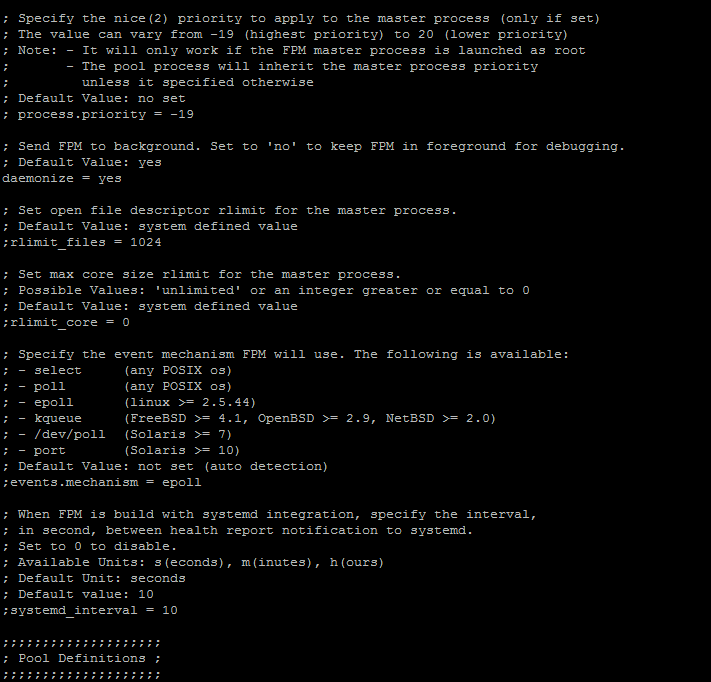 ; Specify the nice(2) priority to apply to the master process (only if set)
; The value can vary from -19 (highest priority) to 20 (lower priority)
; Note: - It will only work if the FPM master process is launched as root
;       - The pool process will inherit the master process priority
;         unless it specified otherwise
; Default Value: no set
; process.priority = -19

; Send FPM to background. Set to 'no' to keep FPM in foreground for debugging.
; Default Value: yes
daemonize = yes

; Set open file descriptor rlimit for the master process.
; Default Value: system defined value
;rlimit_files = 1024

; Set max core size rlimit for the master process.
; Possible Values: 'unlimited' or an integer greater or equal to 0
; Default Value: system defined value
;rlimit_core = 0

; Specify the event mechanism FPM will use. The following is available:
; - select     (any POSIX os)
; - poll       (any POSIX os)
; - epoll      (linux >= 2.5.44)
; - kqueue     (FreeBSD >= 4.1, OpenBSD >= 2.9, NetBSD >= 2.0)
; - /dev/poll  (Solaris >= 7)
; - port       (Solaris >= 10)
; Default Value: not set (auto detection)
;events.mechanism = epoll

; When FPM is build with systemd integration, specify the interval,
; in second, between health report notification to systemd.
; Set to 0 to disable.
; Available Units: s(econds), m(inutes), h(ours)
; Default Unit: seconds
; Default value: 10
;systemd_interval = 10

;;;;;;;;;;;;;;;;;;;;
; Pool Definitions ;
;;;;;;;;;;;;;;;;;;;;